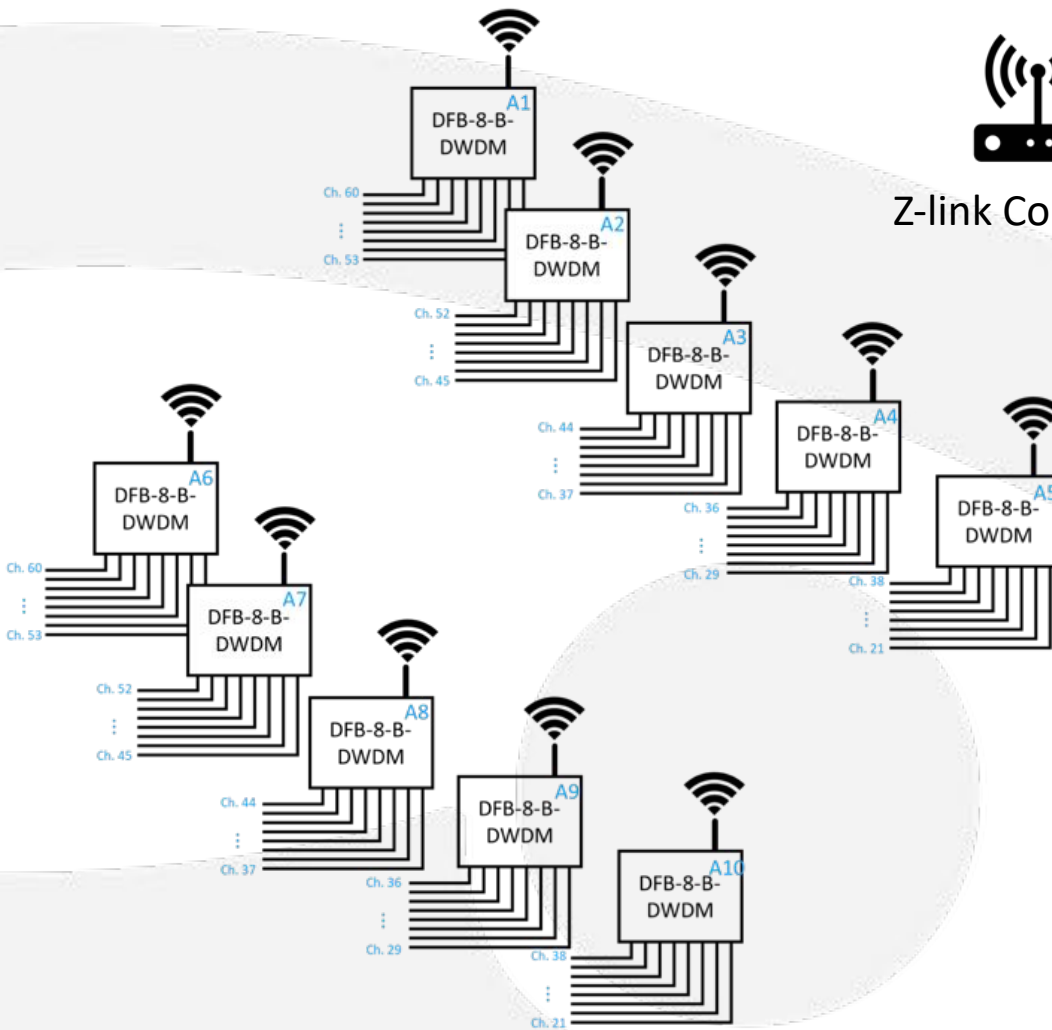 A1
DFB-8-B-
DWDM
Ch. 60
Ch. 53
A2
DFB-8-B-
DWDM
Ch. 52
Ch. 45
A3
DFB-8-B-
DWDM
Ch. 44
Ch. 37
A4
DFB-8-B-
DWDM
Ch. 36
Ch. 29
A5
DFB-8-B-
DWDM
Ch. 38
Ch. 21
Z-link Co
A6
DFB-8-B-
DWDM
Ch. 60
Ch. 53
A7
DFB-8-B-
DWDM
Ch. 52
Ch. 45
A8
DFB-8-B-
DWDM
Ch. 44
Ch. 37
A9
DFB-8-B-
DWDM
Ch. 36
Ch. 29
A10
DFB-8-B-
DWDM
Ch. 38
Ch. 21